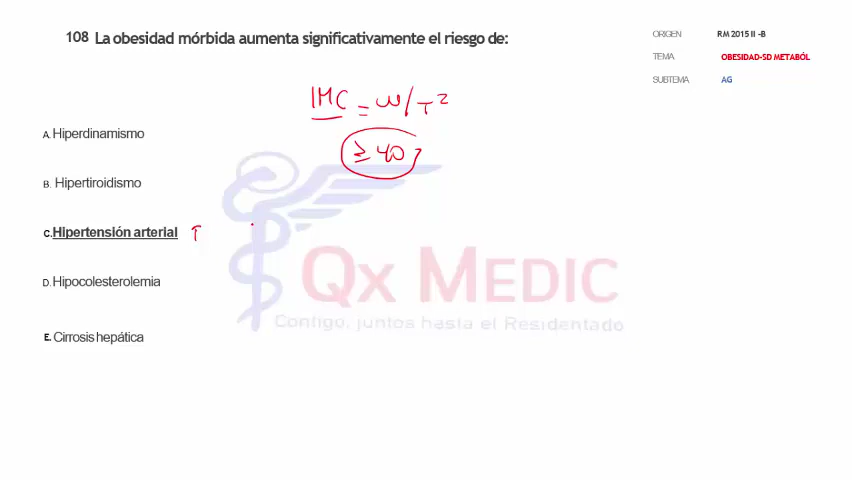 108 La obesidad mórbida aumenta significativamente el riesgo de:
ORIGEN RM 2015 II -B
TEMA OBESIDAD-SD METABÓL
SUBTEMA AG
IMC = W/T²
≥ 40
A. Hiperdinamismo
B. Hipertiroidismo
C. Hipertensión arterial ↑
D. Hipocolesterolemia
E. Cirrosis hepática
Qx MEDIC
Contigo, juntos hasta el Residentado